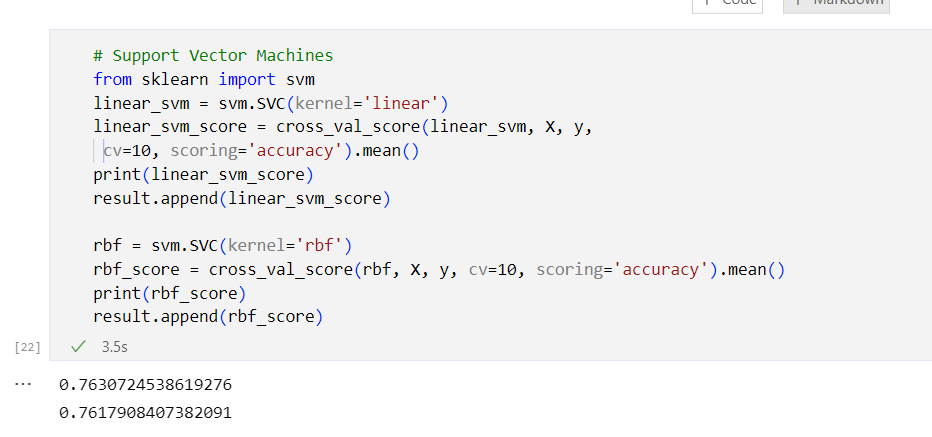 Code
Markdown
# Support Vector Machines
from sklearn import svm
linear_svm = svm.SVC(kernel='linear')
linear_svm_score = cross_val_score(linear_svm, X, y,
cv=10, scoring='accuracy').mean()
print(linear_svm_score)
result.append(linear_svm_score)
rbf = svm.SVC(kernel='rbf')
rbf_score = cross_val_score(rbf, X, y, cv=10, scoring='accuracy').mean()
print(rbf_score)
result.append(rbf_score)
[22]
3.5s
...
0.7630724538619276
0.7617908407382091